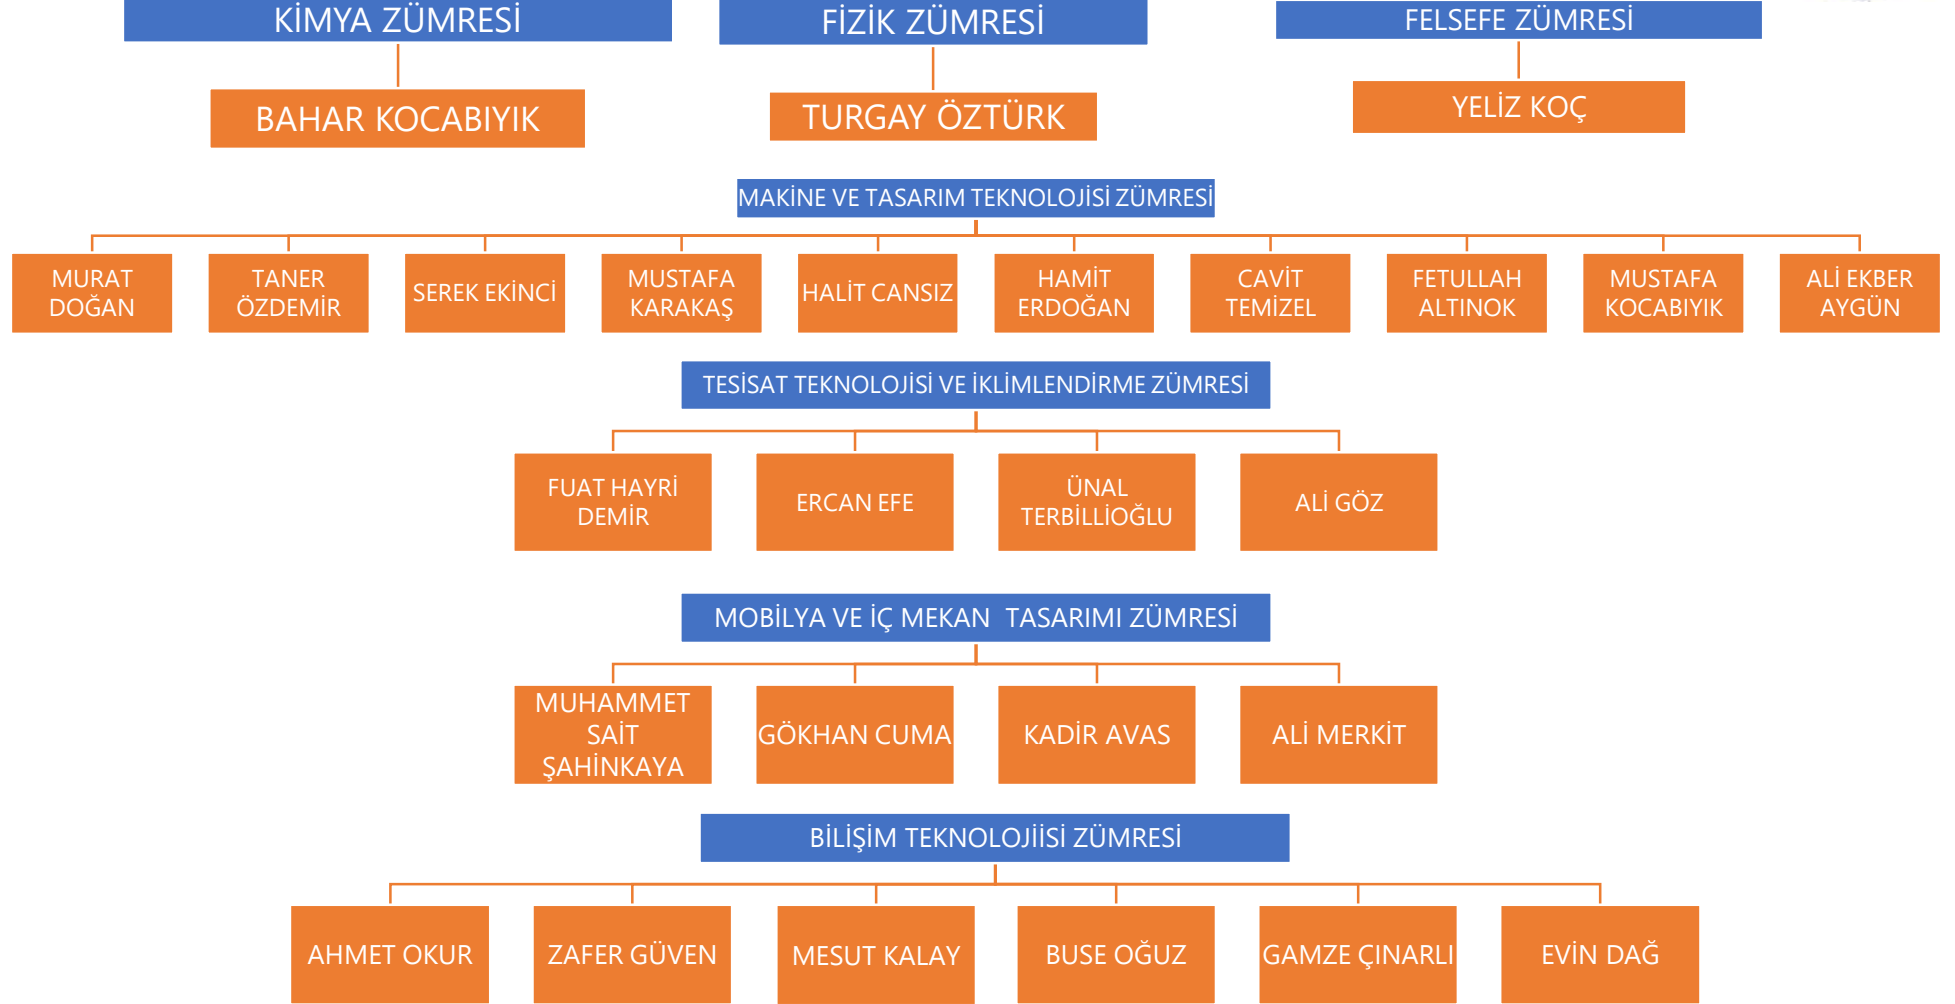 KİMYA ZÜMRESİ
FİZİK ZÜMRESİ
FELSEFE ZÜMRESİ
BAHAR KOCABIYIK
TURGAY ÖZTÜRK
YELİZ KOÇ
MAKİNE VE TASARIM TEKNOLOJİSİ ZÜMRESİ
MURAT
DOĞAN
TANER
ÖZDEMİR
SEREK EKİNCİ
MUSTAFA
KARAKAŞ
HALİT CANSIZ
HAMİT
ERDOĞAN
CAVİT
TEMİZEL
FETULLAH
ALTINOK
MUSTAFA
KOCABIYIK
ALİ EKBER
AYGÜN
TESİSAT TEKNOLOJİSİ VE İKLİMLENDİRME ZÜMRESİ
FUAT HAYRİ
DEMİR
ERCAN EFE
ÜNAL
TERBİLLİOĞLU
ALİ GÖZ
MOBİLYA VE İÇ MEKAN  TASARIMI ZÜMRESİ
MUHAMMET
SAİT
ŞAHİNKAYA
GÖKHAN CUMA
KADİR AVAS
ALİ MERKİT
BİLİŞİM TEKNOLOJİİSİ ZÜMRESİ
AHMET OKUR
ZAFER GÜVEN
MESUT KALAY
BUSE OĞUZ
GAMZE ÇINARLI
EVİN DAĞ